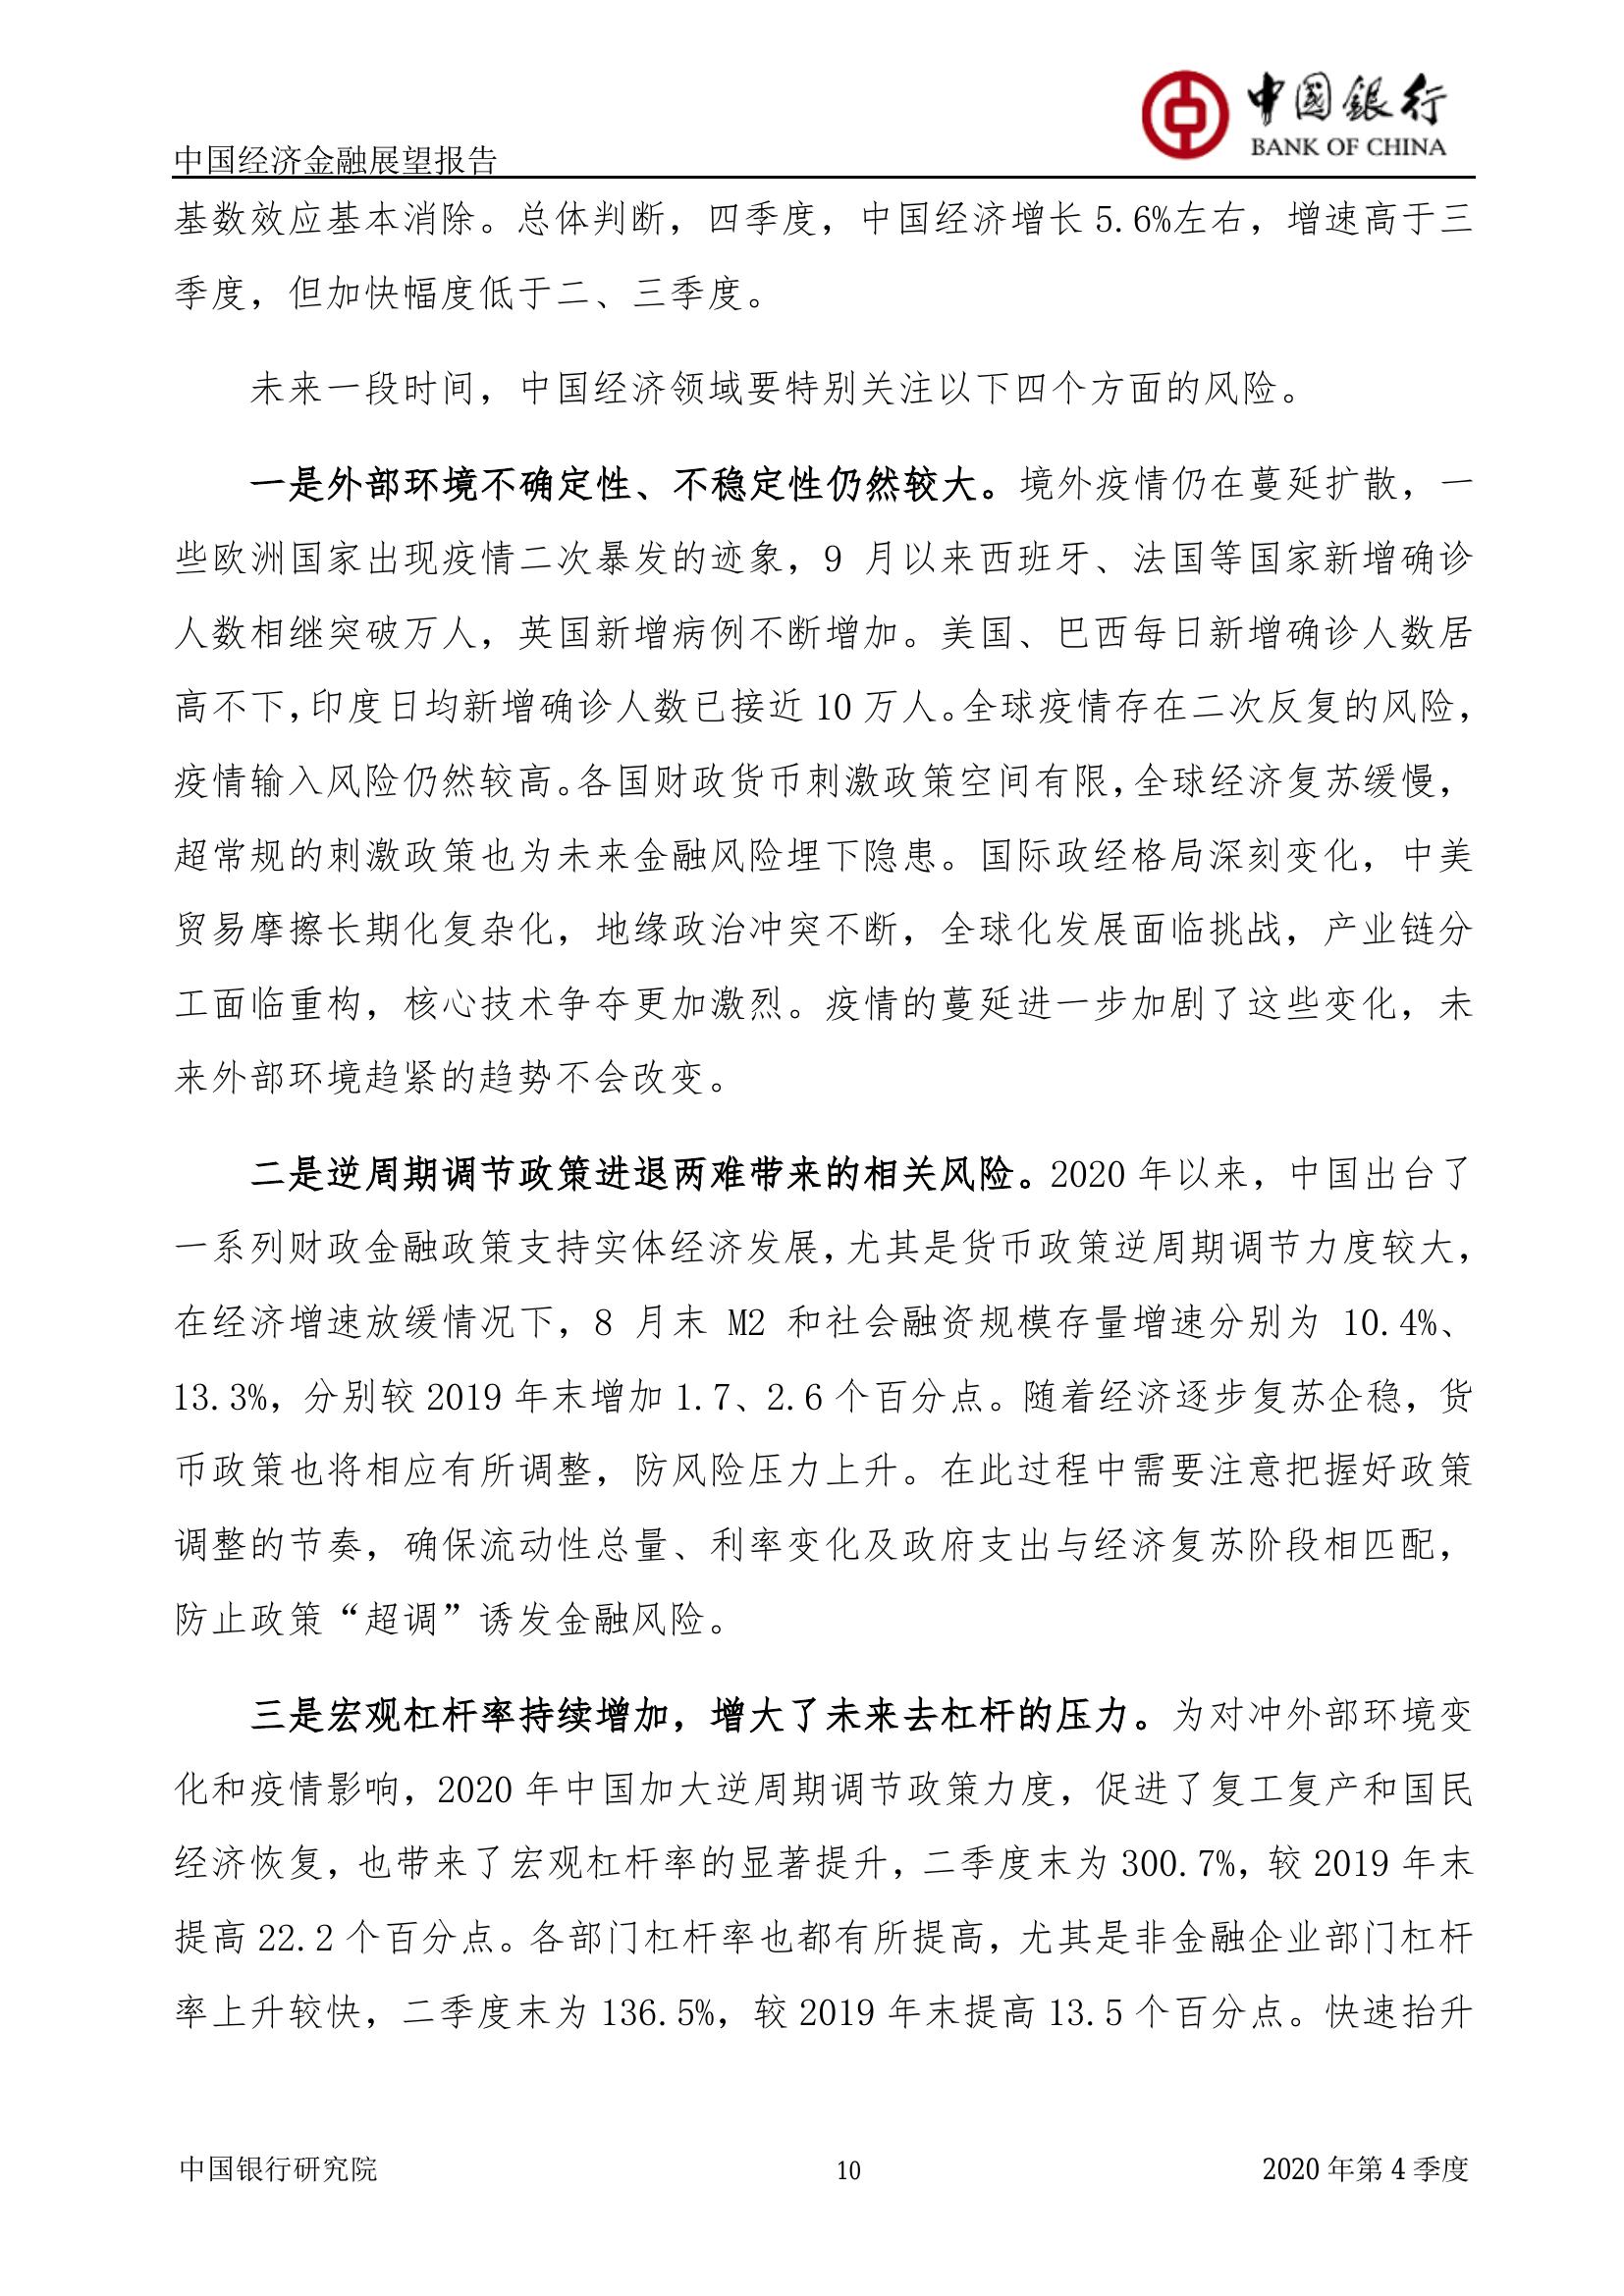 中国银行
BANK OF CHINA
中国经济金融展望报告
基数效应基本消除。总体判断，四季度，中国经济增长 5.6%左右，增速高于三
季度，但加快幅度低于二、三季度。
未来一段时间，中国经济领域要特别关注以下四个方面的风险。
一是外部环境不确定性、不稳定性仍然较大。境外疫情仍在蔓延扩散，一
些欧洲国家出现疫情二次暴发的迹象，9 月以来西班牙、法国等国家新增确诊
人数相继突破万人，英国新增病例不断增加。美国、巴西每日新增确诊人数居
高不下，印度日均新增确诊人数已接近 10 万人。全球疫情存在二次反复的风险，
疫情输入风险仍然较高。各国财政货币刺激政策空间有限，全球经济复苏缓慢，
超常规的刺激政策也为未来金融风险埋下隐患。国际政经格局深刻变化，中美
贸易摩擦长期化复杂化，地缘政治冲突不断，全球化发展面临挑战，产业链分
工面临重构，核心技术争夺更加激烈。疫情的蔓延进一步加剧了这些变化，未
来外部环境趋紧的趋势不会改变。
二是逆周期调节政策进退两难带来的相关风险。2020 年以来，中国出台了
一系列财政金融政策支持实体经济发展，尤其是货币政策逆周期调节力度较大，
在经济增速放缓情况下，8 月末 M2 和社会融资规模存量增速分别为 10.4%、
13.3%，分别较 2019 年末增加 1.7、2.6 个百分点。随着经济逐步复苏企稳，货
币政策也将相应有所调整，防风险压力上升。在此过程中需要注意把握好政策
调整的节奏，确保流动性总量、利率变化及政府支出与经济复苏阶段相匹配，
防止政策“超调”诱发金融风险。
三是宏观杠杆率持续增加，增大了未来去杠杆的压力。为对冲外部环境变
化和疫情影响，2020 年中国加大逆周期调节政策力度，促进了复工复产和国民
经济恢复，也带来了宏观杠杆率的显著提升，二季度末为 300.7%，较 2019 年末
提高 22.2 个百分点。各部门杠杆率也都有所提高，尤其是非金融企业部门杠杆
率上升较快，二季度末为 136.5%，较 2019 年末提高 13.5 个百分点。快速抬升
中国银行研究院
10
2020 年第 4 季度